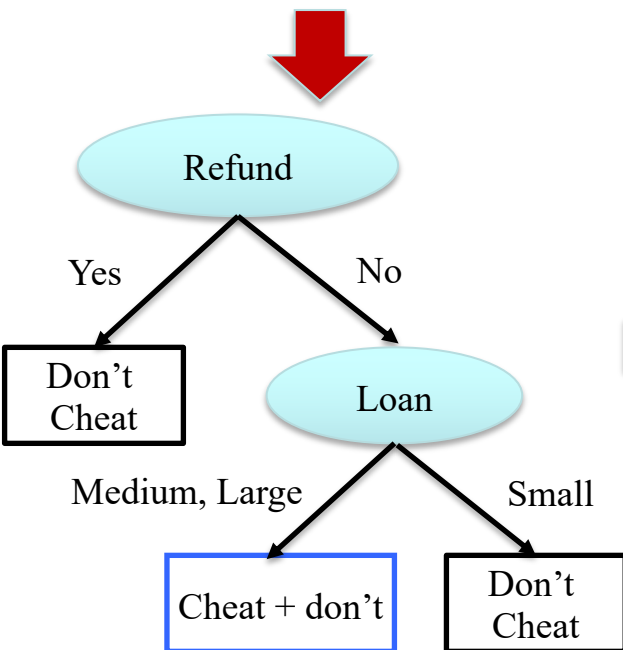 Refund
Yes
No
Don’t
Cheat
Loan
Medium, Large
Small
Cheat + don’t
Don’t
Cheat